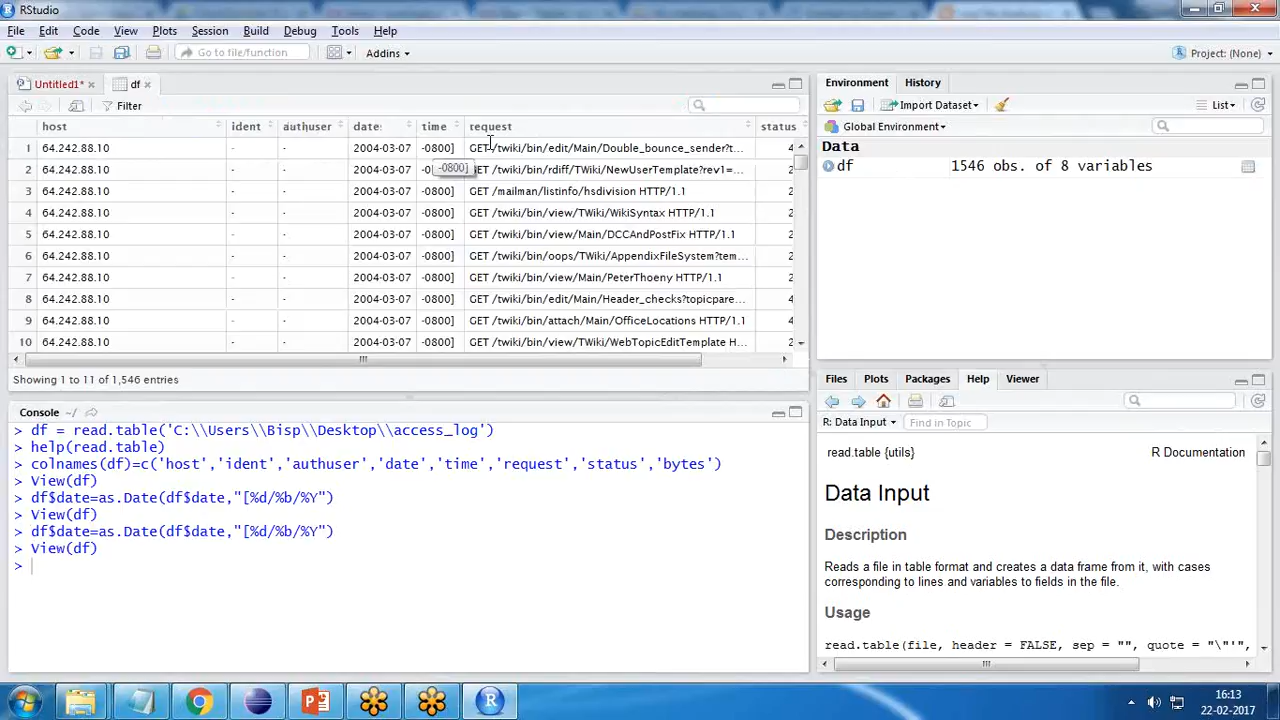 RStudio
File Edit Code View Plots Session Build Debug Tools Help
Go to file/function Addins Project: (None)
Untitled1* df
Filter
host ident authuser date time request status
1 64.242.88.10 - - 2004-03-07 -0800] GET /twiki/bin/edit/Main/Double_bounce_sender?t... 4
2 64.242.88.10 - - 2004-03-07 -0 GET /twiki/bin/rdiff/TWiki/NewUserTemplate?rev1=... 2
-0800]
3 64.242.88.10 - - 2004-03-07 -0800] GET /mailman/listinfo/hsdivision HTTP/1.1 2
4 64.242.88.10 - - 2004-03-07 -0800] GET /twiki/bin/view/TWiki/WikiSyntax HTTP/1.1 2
5 64.242.88.10 - - 2004-03-07 -0800] GET /twiki/bin/view/Main/DCCAndPostFix HTTP/1.1 2
6 64.242.88.10 - - 2004-03-07 -0800] GET /twiki/bin/oops/TWiki/AppendixFileSystem?tem... 2
7 64.242.88.10 - - 2004-03-07 -0800] GET /twiki/bin/view/Main/PeterThoeny HTTP/1.1 2
8 64.242.88.10 - - 2004-03-07 -0800] GET /twiki/bin/edit/Main/Header_checks?topicpare... 4
9 64.242.88.10 - - 2004-03-07 -0800] GET /twiki/bin/attach/Main/OfficeLocations HTTP/1.1 4
10 64.242.88.10 - - 2004-03-07 -0800] GET /twiki/bin/view/TWiki/WebTopicEditTemplate H... 2
Showing 1 to 11 of 1,546 entries
Console ~/
> df = read.table('C:\\Users\\Bisp\\Desktop\\access_log')
> help(read.table)
> colnames(df)=c('host','ident','authuser','date','time','request','status','bytes')
> View(df)
> df$date=as.Date(df$date,"[%d/%b/%Y")
> View(df)
> df$date=as.Date(df$date,"[%d/%b/%Y")
> View(df)
>
Environment History
Import Dataset List
Global Environment
Data
df 1546 obs. of 8 variables
Files Plots Packages Help Viewer
R: Data Input Find in Topic
read.table {utils} R Documentation
Data Input
Description
Reads a file in table format and creates a data frame from it, with cases
corresponding to lines and variables to fields in the file.
Usage
read.table(file, header = FALSE, sep = "", quote = "\"'",
16:13
22-02-2017